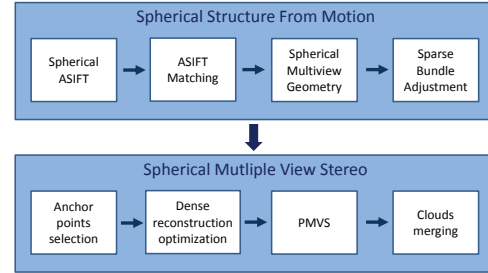 Spherical Structure From Motion
Spherical
ASIFT
ASIFT
Matching
Spherical
Multiview
Geometry
Sparse
Bundle
Adjustment
Spherical Mutliple View Stereo
Anchor
points
selection
Dense
reconstruction
optimization
PMVS
Clouds
merging